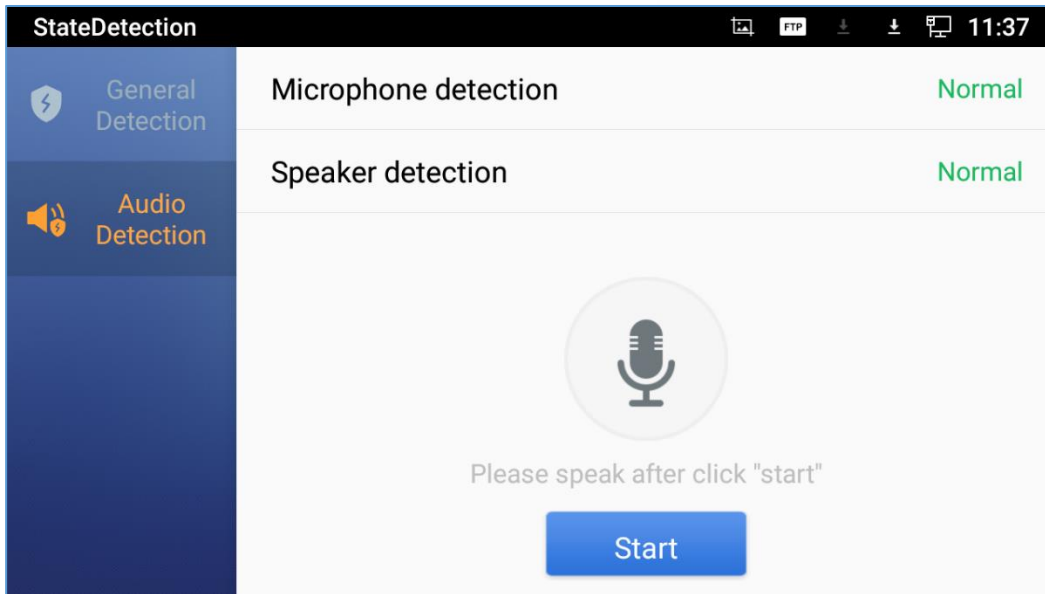 StateDetection
FTP
11:37
General
Detection
Audio
Detection
Microphone detection
Normal
Speaker detection
Normal
Please speak after click "start"
Start